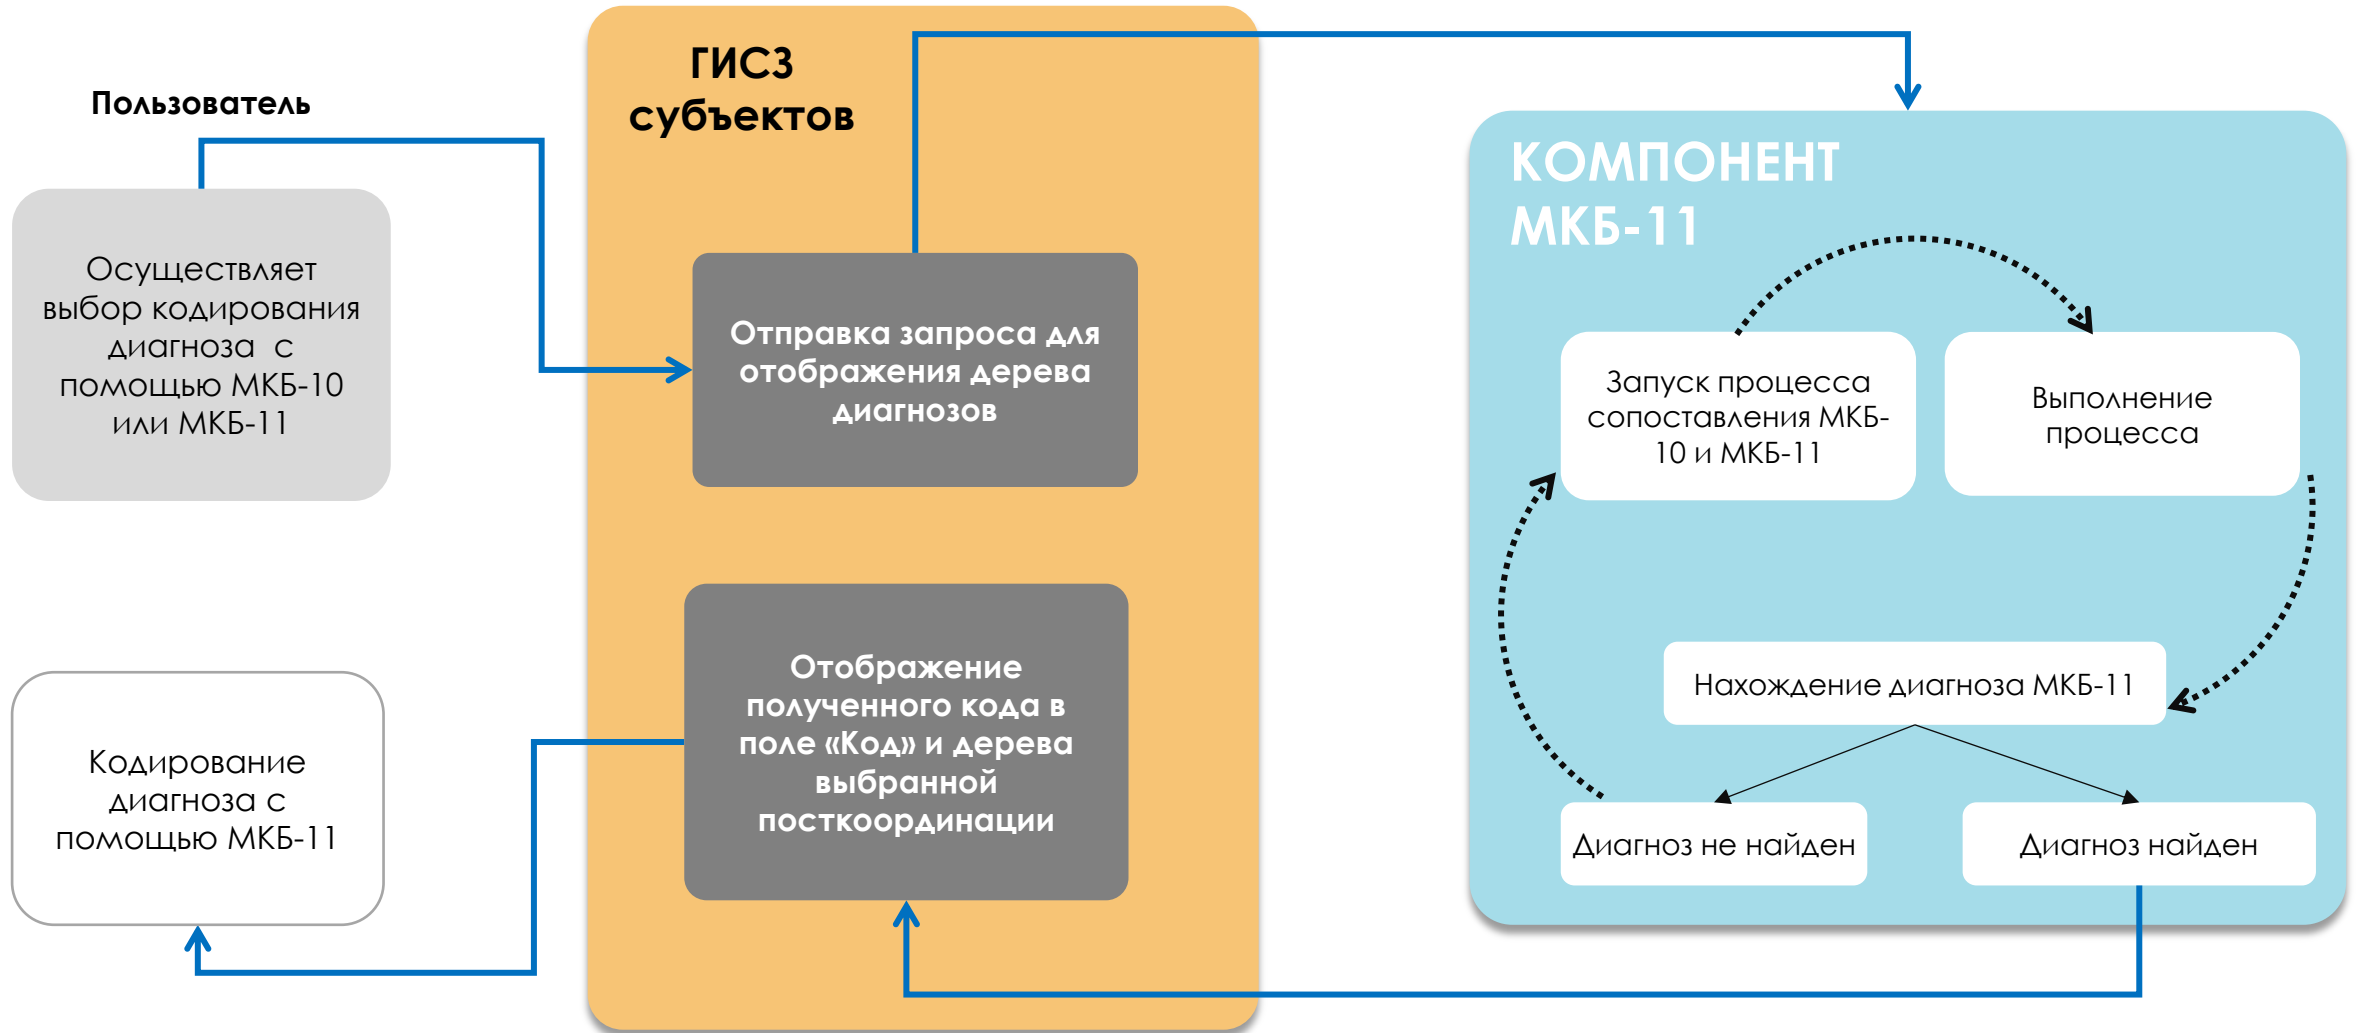 Пользователь
Осуществляет
выбор кодирования
диагноза с
помощью МКБ-10
или МКБ-11
Кодирование
диагноза с
помощью МКБ-11
ГИСЗ
субъектов
Отправка запроса для
отображения дерева
диагнозов
Отображение
полученного кода в
поле «Код» и дерева
выбранной
посткоординации
КОМПОНЕНТ
МКБ-11
Запуск процесса
сопоставления МКБ-
10 и МКБ-11
Выполнение
процесса
Нахождение диагноза МКБ-11
Диагноз не найден
Диагноз найден